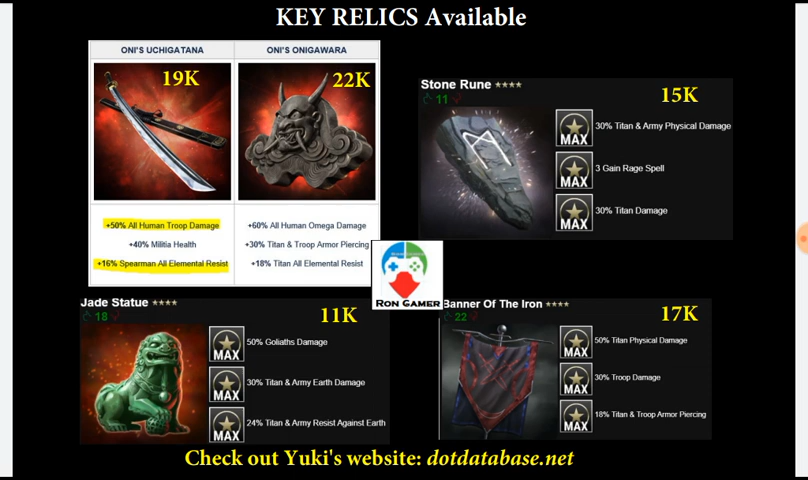 KEY RELICS Available
ONI'S UCHIGATANA
ONI'S ONIGAWARA
19K
22K
+50% All Human Troop Damage
+60% All Human Omega Damage
+40% Militia Health
+30% Titan & Troop Armor Piercing
+16% Spearman All Elemental Resist
+18% Titan All Elemental Resist
Stone Rune ★★★★
11
15K
MAX
30% Titan & Army Physical Damage
MAX
3 Gain Rage Spell
MAX
30% Titan Damage
RON GAMER
Jade Statue ★★★★
18
11K
MAX
50% Goliaths Damage
MAX
30% Titan & Army Earth Damage
MAX
24% Titan & Army Resist Against Earth
Banner Of The Iron ★★★★
22
17K
MAX
50% Titan Physical Damage
MAX
30% Troop Damage
MAX
18% Titan & Troop Armor Piercing
Check out Yuki's website: dotdatabase.net